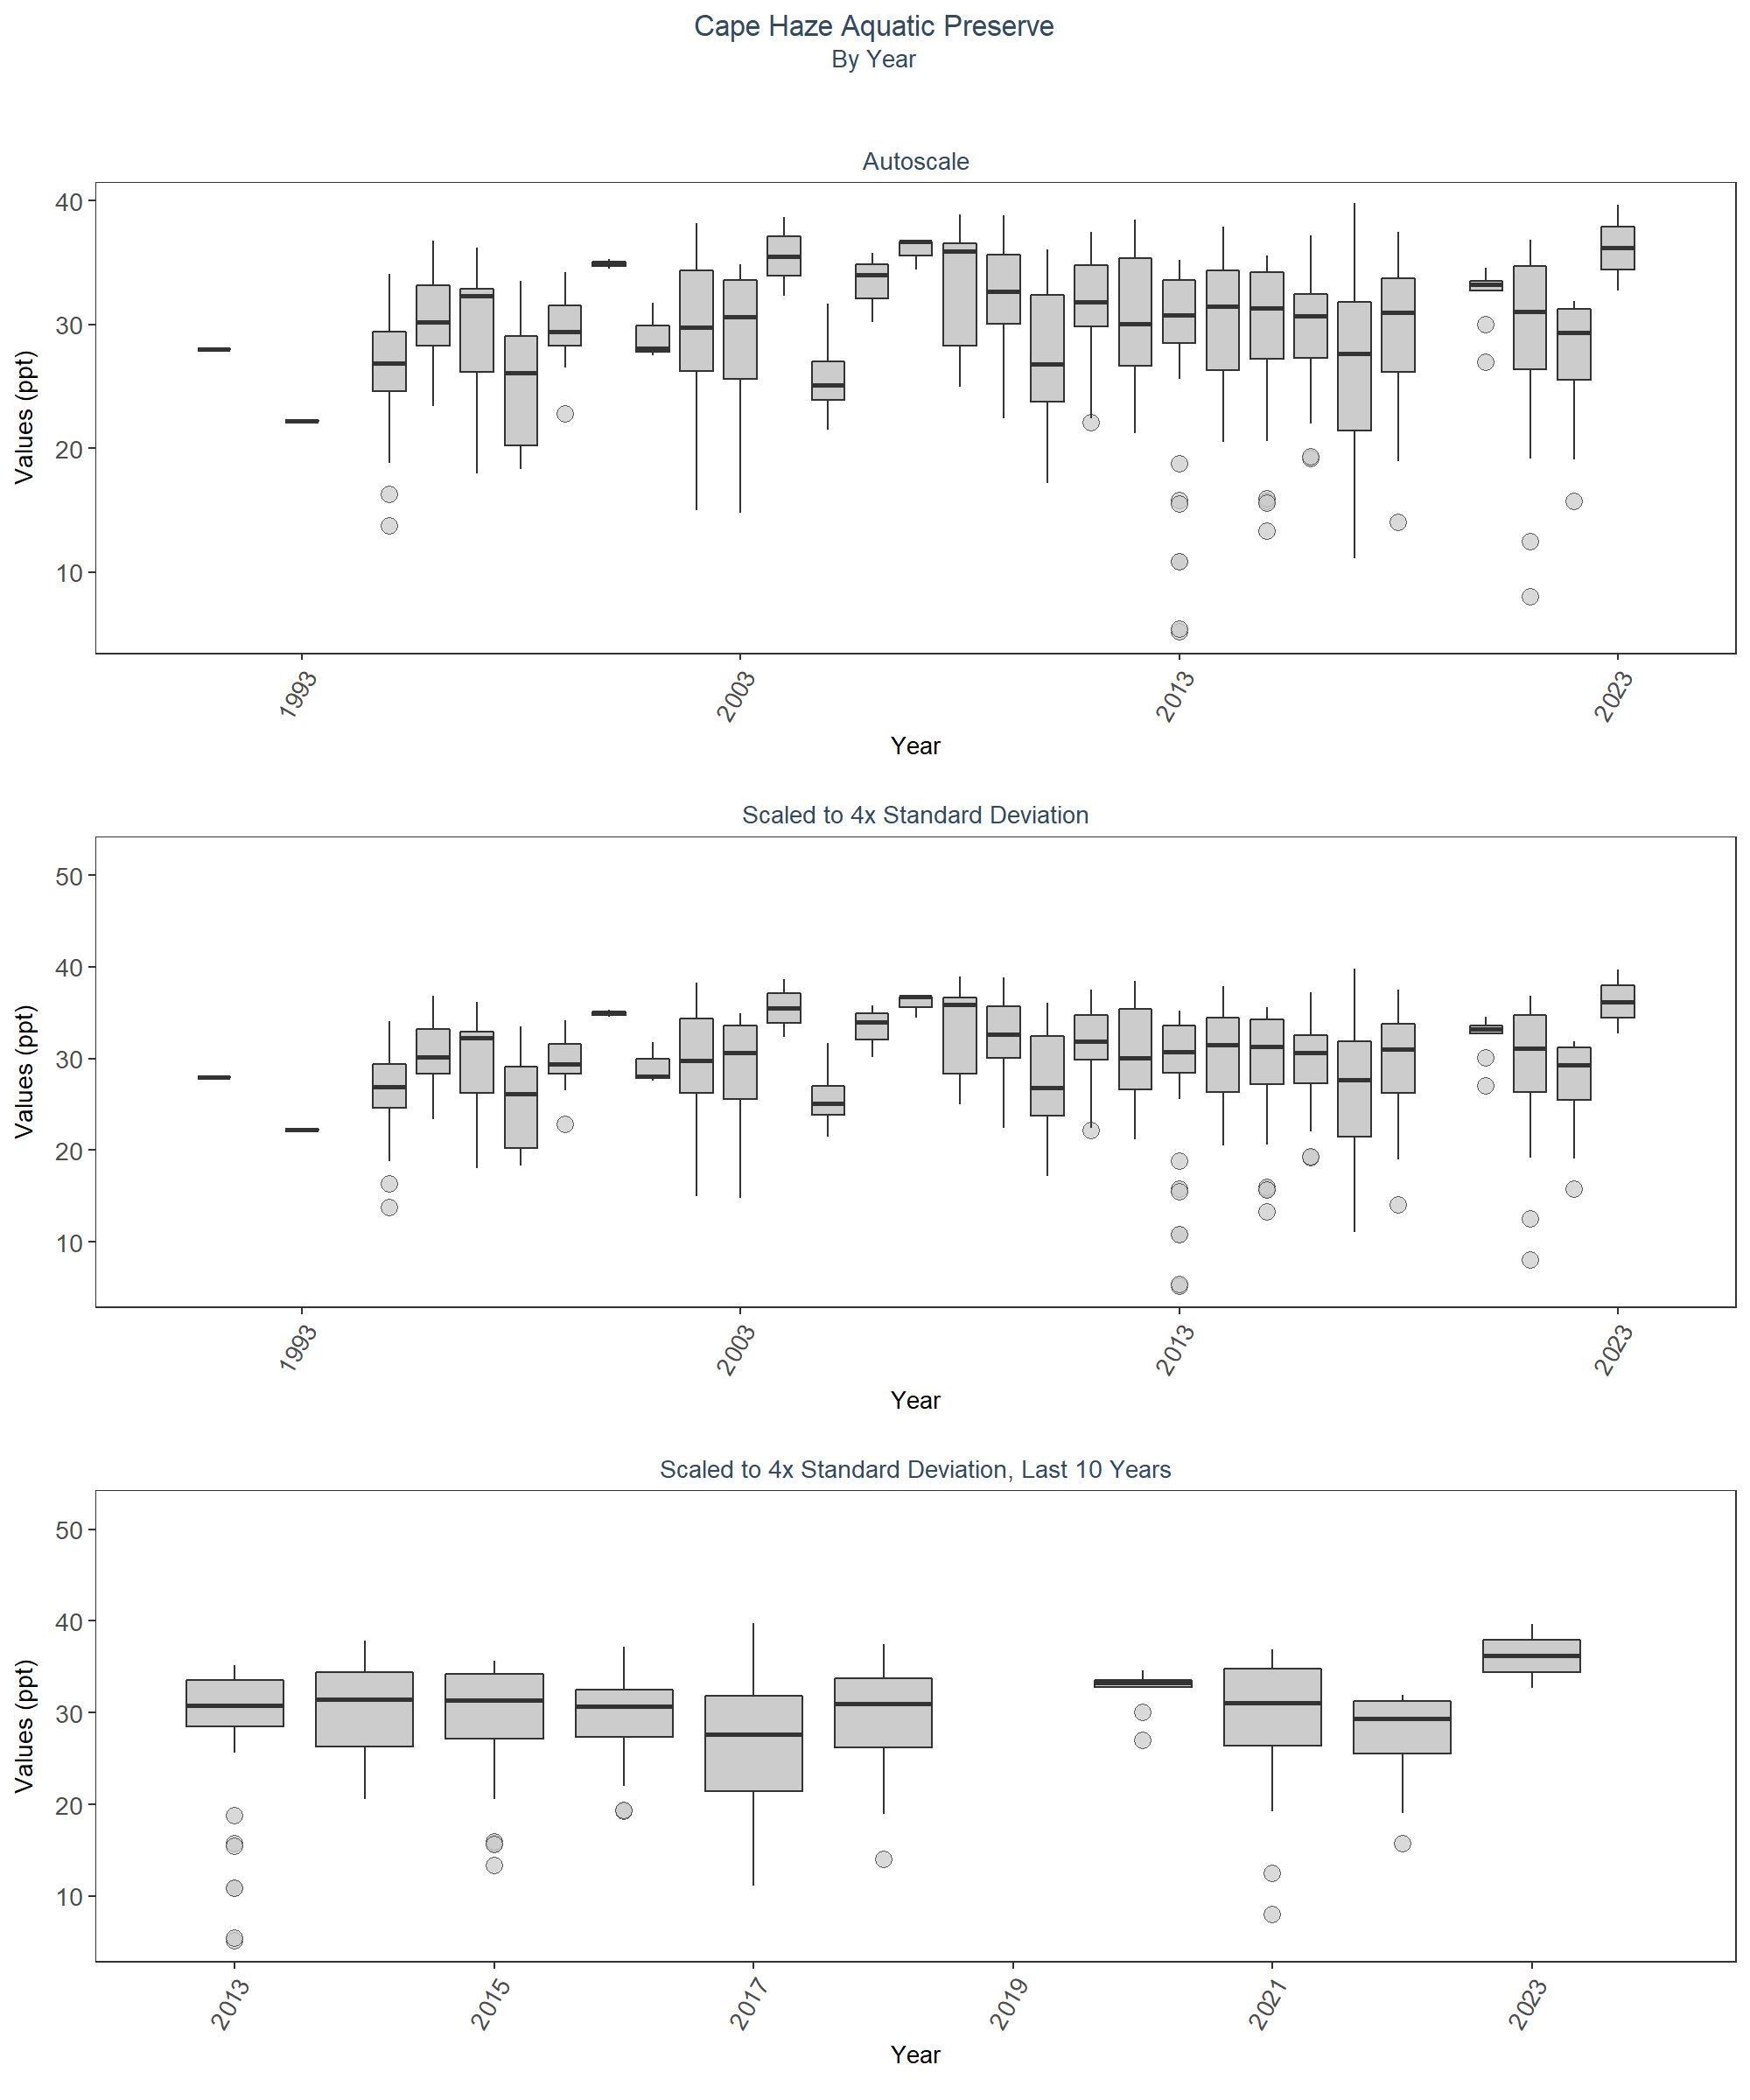 Cape Haze Aquatic Preserve
By Year
Autoscale
Values (ppt)
40
30
20
10
1993
2003
2013
2023
Year
Scaled to 4x Standard Deviation
Values (ppt)
50
40
30
20
10
1993
2003
2013
2023
Year
Scaled to 4x Standard Deviation, Last 10 Years
Values (ppt)
50
40
30
20
10
2013
2015
2017
2019
2021
2023
Year